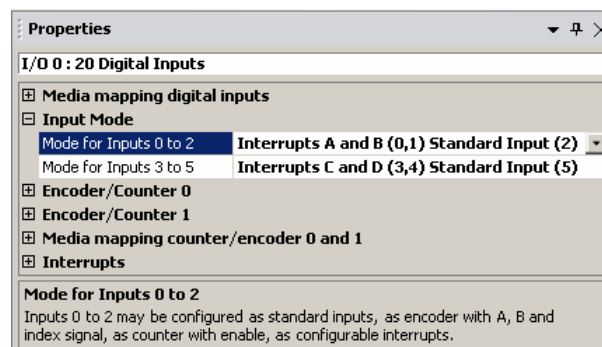 Properties
I/O 0 : 20 Digital Inputs
Media mapping digital inputs
Input Mode
Mode for Inputs 0 to 2 Interrupts A and B (0,1) Standard Input (2)
Mode for Inputs 3 to 5 Interrupts C and D (3,4) Standard Input (5)
Encoder/Counter 0
Encoder/Counter 1
Media mapping counter/encoder 0 and 1
Interrupts
Mode for Inputs 0 to 2
Inputs 0 to 2 may be configured as standard inputs, as encoder with A, B and
index signal, as counter with enable, as configurable interrupts.